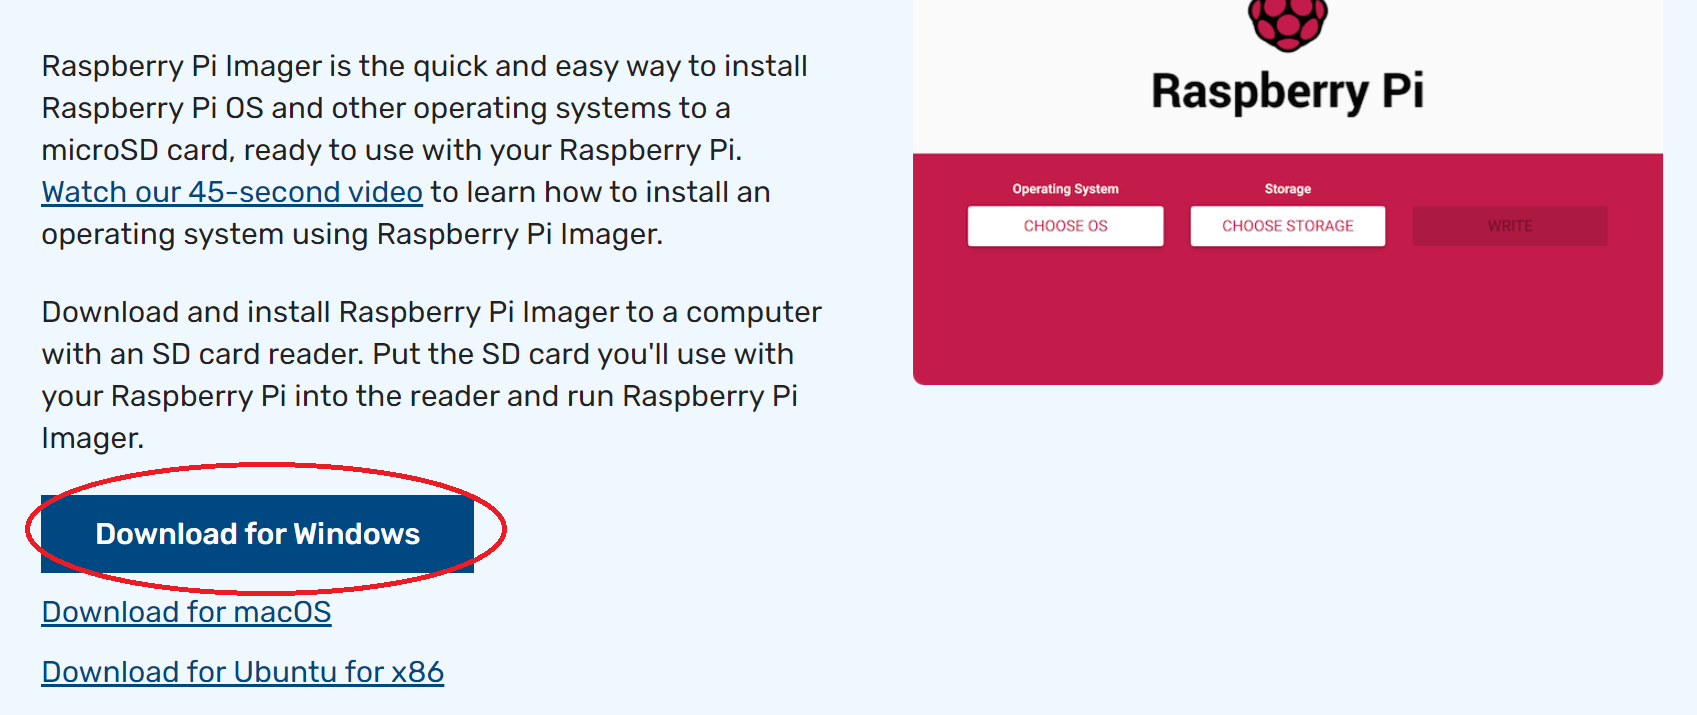 Raspberry Pi Imager is the quick and easy way to install
Raspberry Pi OS and other operating systems to a
microSD card, ready to use with your Raspberry Pi.
Watch our 45-second video to learn how to install an
operating system using Raspberry Pi Imager.
Download and install Raspberry Pi Imager to a computer
with an SD card reader. Put the SD card you'll use with
your Raspberry Pi into the reader and run Raspberry Pi
Imager.
Download for Windows
Download for macOS
Download for Ubuntu for x86
Raspberry Pi
Operating System
Storage
CHOOSE OS
CHOOSE STORAGE
WRITE